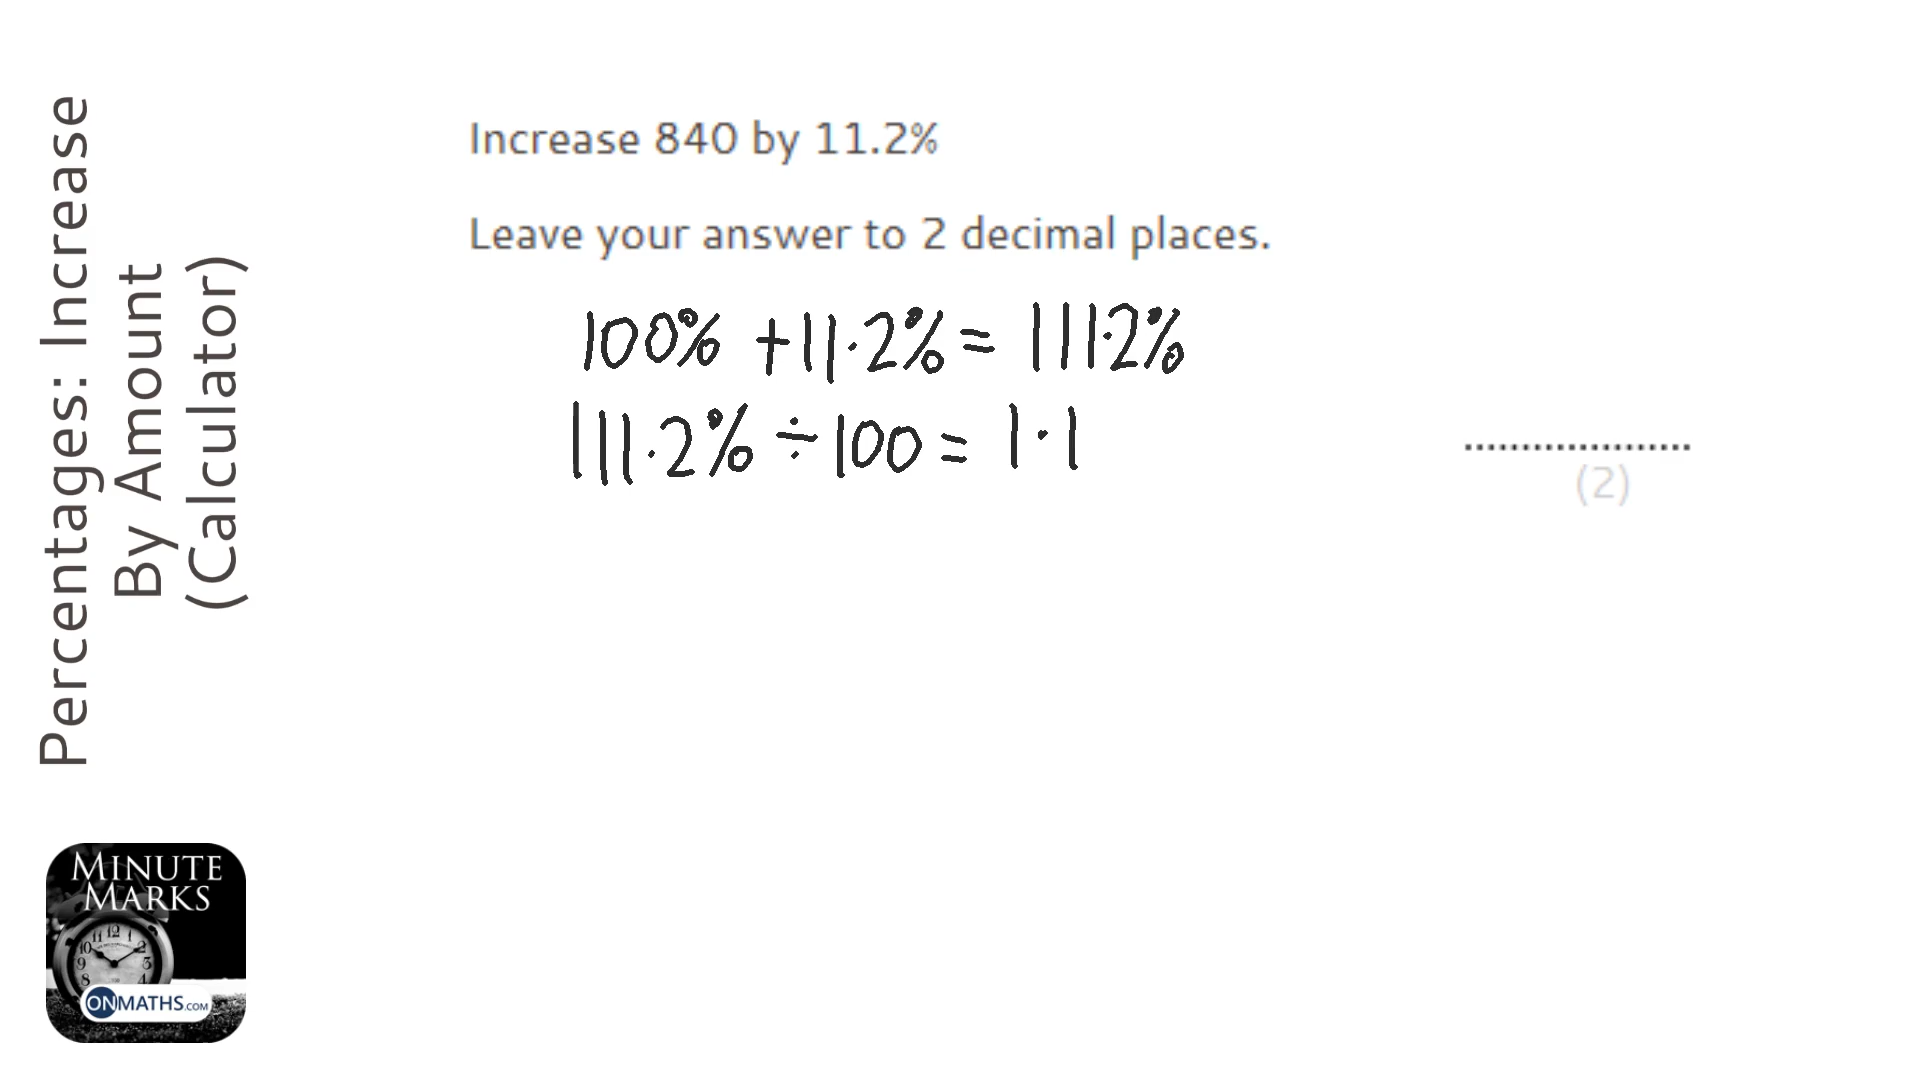 Percentages: Increase
By Amount
(Calculator)
Increase 840 by 11.2%
Leave your answer to 2 decimal places.
100% + 11.2% = 111.2%
111.2% ÷ 100 = 1.1
....................
(2)
MINUTE
MARKS
ONMATHS.COM